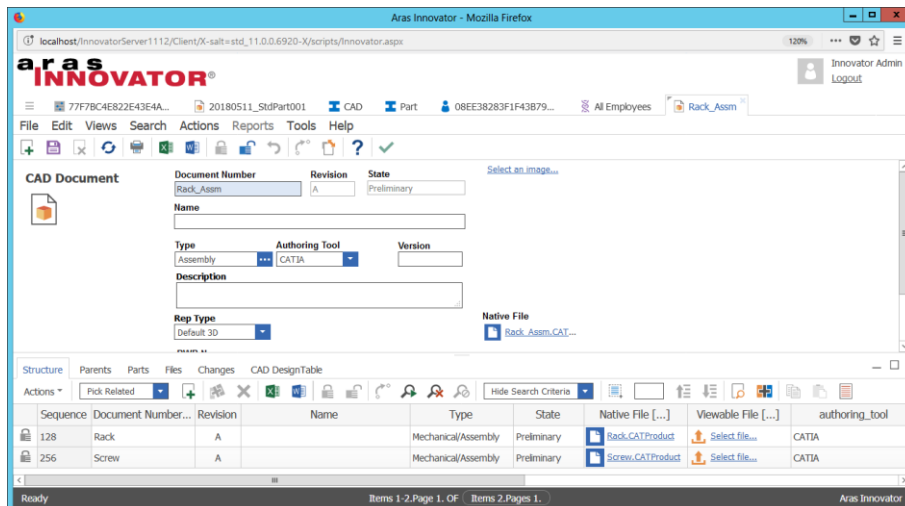 Aras Innovator - Mozilla Firefox
localhost/InnovatorServer1112/Client/X-salt=std_11.0.0.6920-X/scripts/Innovator.aspx 120%
aras INNOVATOR® Innovator Admin
Logout
77F7BC4E822E43E4A... 20180511_StdPart001 CAD Part 08EE38283F1F43B79... All Employees Rack_Assm
File Edit Views Search Actions Reports Tools Help
CAD Document
Document Number Revision State Select an image...
Rack_Assm A Preliminary
Name
Type Authoring Tool Version
Assembly CATIA
Description
Rep Type Native File
Default 3D Rack_Assm.CAT...
Structure Parents Parts Files Changes CAD DesignTable
Actions Pick Related Hide Search Criteria
Sequence Document Number... Revision Name Type State Native File [...] Viewable File [...] authoring_tool
128 Rack A Mechanical/Assembly Preliminary Rack.CATProduct Select file... CATIA
256 Screw A Mechanical/Assembly Preliminary Screw.CATProduct Select file... CATIA
Ready Items 1-2.Page 1. OF Items 2.Pages 1. Aras Innovator